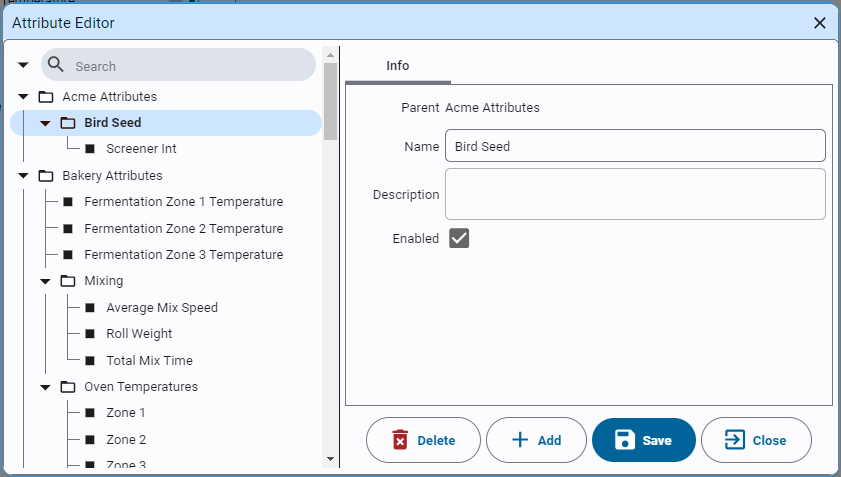 Attribute Editor
Search
Acme Attributes
Bird Seed
Screener Int
Bakery Attributes
Fermentation Zone 1 Temperature
Fermentation Zone 2 Temperature
Fermentation Zone 3 Temperature
Mixing
Average Mix Speed
Roll Weight
Total Mix Time
Oven Temperatures
Zone 1
Zone 2
Zone 3
Info
Parent Acme Attributes
Name Bird Seed
Description
Enabled
Delete Add Save Close